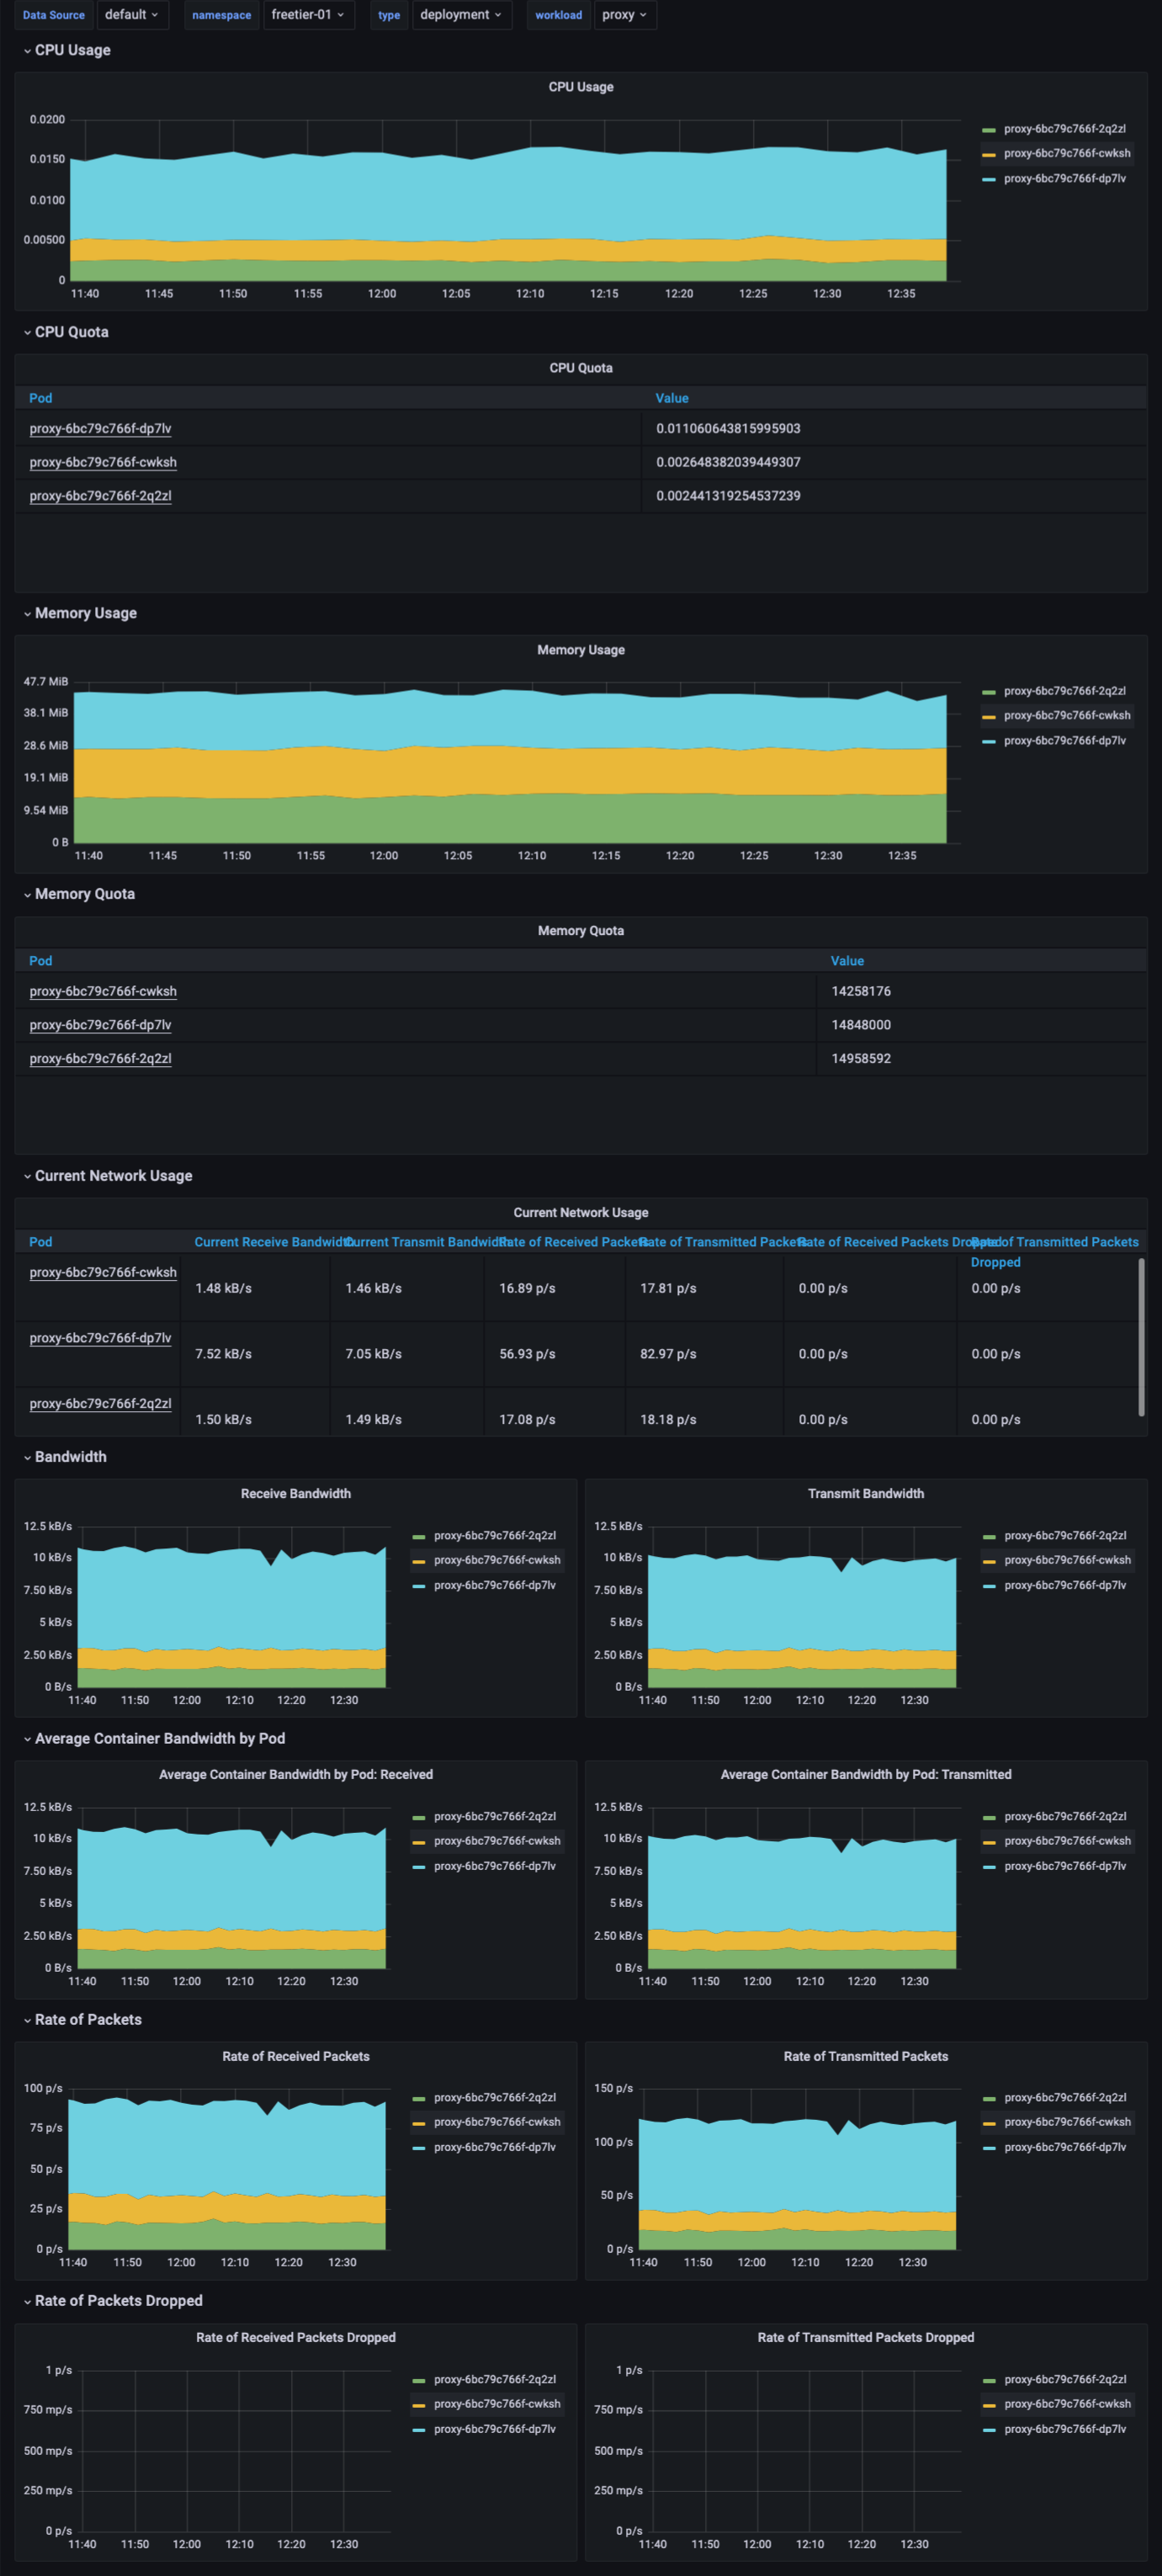 Data Source default namespace freetier-01 type deployment workload proxy
CPU Usage
CPU Usage
0.0200
0.0150
0.0100
0.00500
0
11:40 11:45 11:50 11:55 12:00 12:05 12:10 12:15 12:20 12:25 12:30 12:35
proxy-6bc79c766f-2q2zl
proxy-6bc79c766f-cwksh
proxy-6bc79c766f-dp7lv
CPU Quota
CPU Quota
Pod Value
proxy-6bc79c766f-dp7lv 0.011060643815995903
proxy-6bc79c766f-cwksh 0.002648382039449307
proxy-6bc79c766f-2q2zl 0.002441319254537239
Memory Usage
Memory Usage
47.7 MiB
38.1 MiB
28.6 MiB
19.1 MiB
9.54 MiB
0 B
11:40 11:45 11:50 11:55 12:00 12:05 12:10 12:15 12:20 12:25 12:30 12:35
proxy-6bc79c766f-2q2zl
proxy-6bc79c766f-cwksh
proxy-6bc79c766f-dp7lv
Memory Quota
Memory Quota
Pod Value
proxy-6bc79c766f-cwksh 14258176
proxy-6bc79c766f-dp7lv 14848000
proxy-6bc79c766f-2q2zl 14958592
Current Network Usage
Current Network Usage
Pod Current Receive Bandwidth Current Transmit Bandwidth Rate of Received Packets Rate of Transmitted Packets Rate of Received Packets Dropped Rate of Transmitted Packets
Dropped
proxy-6bc79c766f-cwksh 1.48 kB/s 1.46 kB/s 16.89 p/s 17.81 p/s 0.00 p/s 0.00 p/s
proxy-6bc79c766f-dp7lv 7.52 kB/s 7.05 kB/s 56.93 p/s 82.97 p/s 0.00 p/s 0.00 p/s
proxy-6bc79c766f-2q2zl 1.50 kB/s 1.49 kB/s 17.08 p/s 18.18 p/s 0.00 p/s 0.00 p/s
Bandwidth
Receive Bandwidth
12.5 kB/s
10 kB/s
7.50 kB/s
5 kB/s
2.50 kB/s
0 B/s
11:40 11:50 12:00 12:10 12:20 12:30
proxy-6bc79c766f-2q2zl
proxy-6bc79c766f-cwksh
proxy-6bc79c766f-dp7lv
Transmit Bandwidth
12.5 kB/s
10 kB/s
7.50 kB/s
5 kB/s
2.50 kB/s
0 B/s
11:40 11:50 12:00 12:10 12:20 12:30
proxy-6bc79c766f-2q2zl
proxy-6bc79c766f-cwksh
proxy-6bc79c766f-dp7lv
Average Container Bandwidth by Pod
Average Container Bandwidth by Pod: Received
12.5 kB/s
10 kB/s
7.50 kB/s
5 kB/s
2.50 kB/s
0 B/s
11:40 11:50 12:00 12:10 12:20 12:30
proxy-6bc79c766f-2q2zl
proxy-6bc79c766f-cwksh
proxy-6bc79c766f-dp7lv
Average Container Bandwidth by Pod: Transmitted
12.5 kB/s
10 kB/s
7.50 kB/s
5 kB/s
2.50 kB/s
0 B/s
11:40 11:50 12:00 12:10 12:20 12:30
proxy-6bc79c766f-2q2zl
proxy-6bc79c766f-cwksh
proxy-6bc79c766f-dp7lv
Rate of Packets
Rate of Received Packets
100 p/s
75 p/s
50 p/s
25 p/s
0 p/s
11:40 11:50 12:00 12:10 12:20 12:30
proxy-6bc79c766f-2q2zl
proxy-6bc79c766f-cwksh
proxy-6bc79c766f-dp7lv
Rate of Transmitted Packets
150 p/s
100 p/s
50 p/s
0 p/s
11:40 11:50 12:00 12:10 12:20 12:30
proxy-6bc79c766f-2q2zl
proxy-6bc79c766f-cwksh
proxy-6bc79c766f-dp7lv
Rate of Packets Dropped
Rate of Received Packets Dropped
1 p/s
750 mp/s
500 mp/s
250 mp/s
0 p/s
11:40 11:50 12:00 12:10 12:20 12:30
proxy-6bc79c766f-2q2zl
proxy-6bc79c766f-cwksh
proxy-6bc79c766f-dp7lv
Rate of Transmitted Packets Dropped
1 p/s
750 mp/s
500 mp/s
250 mp/s
0 p/s
11:40 11:50 12:00 12:10 12:20 12:30
proxy-6bc79c766f-2q2zl
proxy-6bc79c766f-cwksh
proxy-6bc79c766f-dp7lv